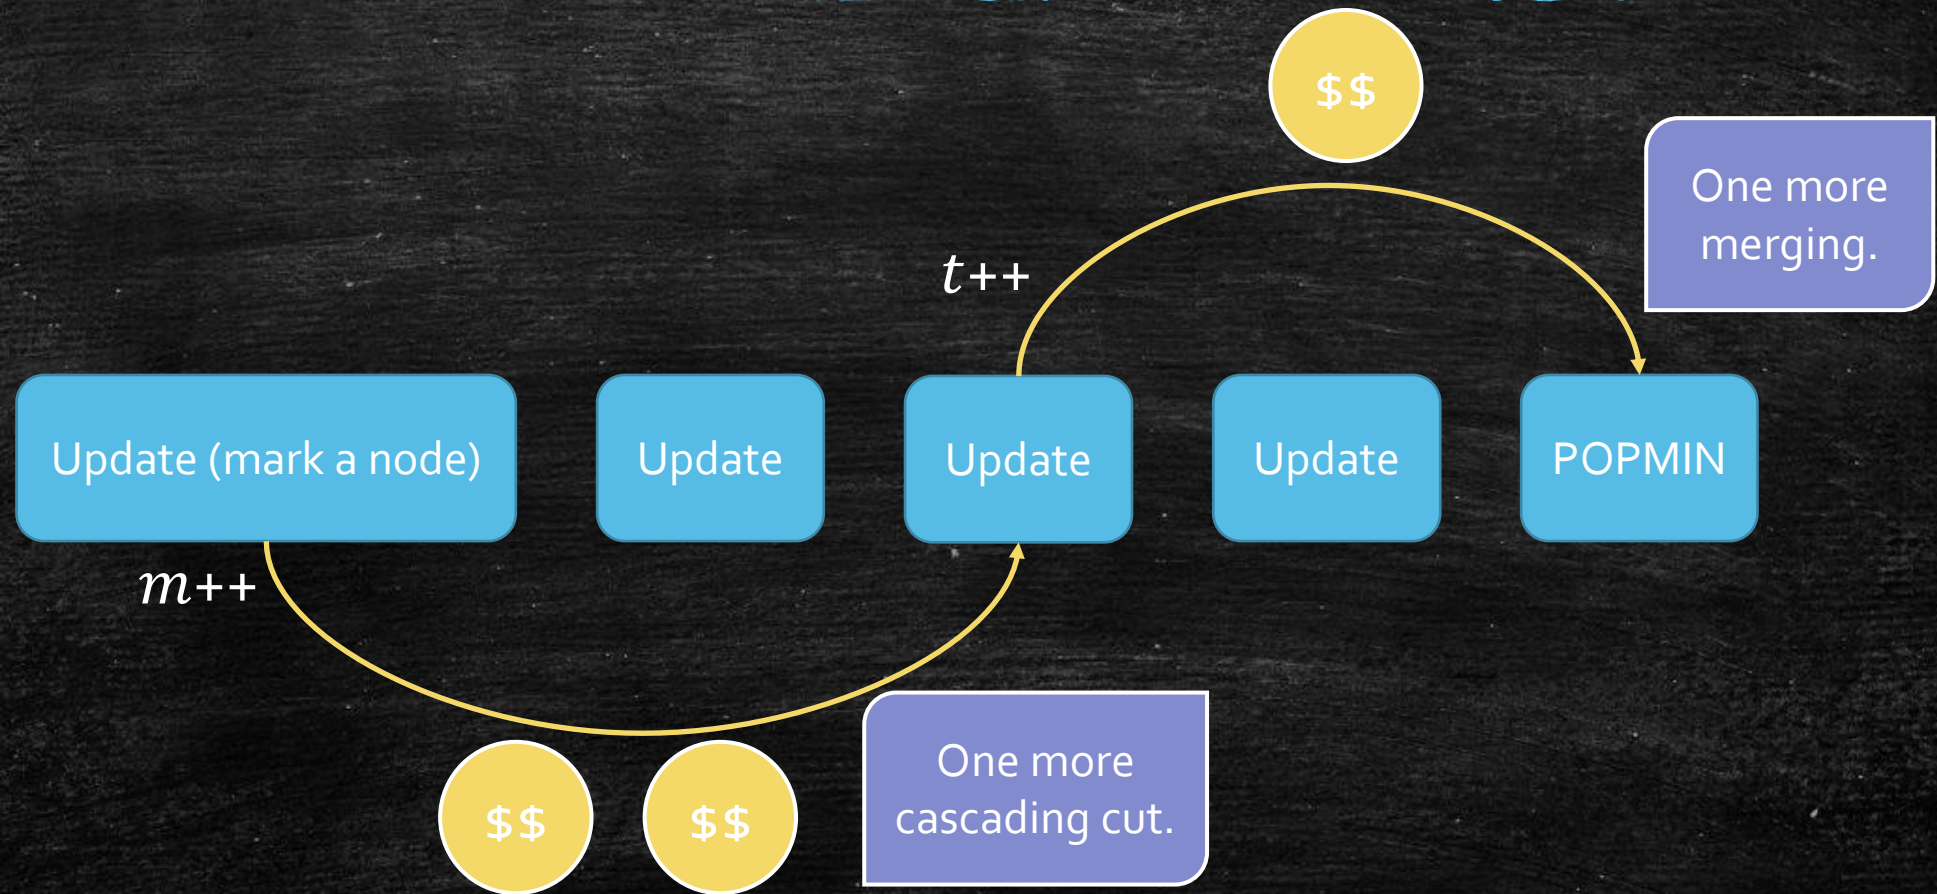 $$
One more
merging.
t++
Update (mark a node)
Update
Update
Update
POPMIN
m++
One more
cascading cut.
$$
$$